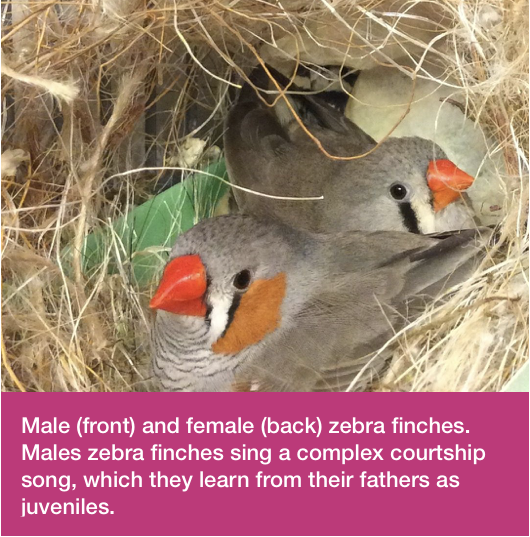 Male (front) and female (back) zebra finches.
Males zebra finches sing a complex courtship
song, which they learn from their fathers as
juveniles.